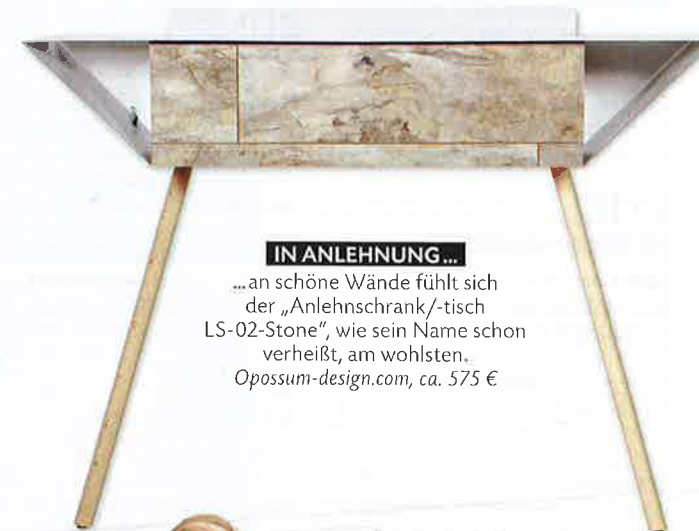 IN ANLEHNUNG...
...an schöne Wände fühlt sich
der „Anlehnschrank/-tisch
LS-02-Stone”, wie sein Name schon
verheißt, am wohlsten.
Opossum-design.com, ca. 575 €